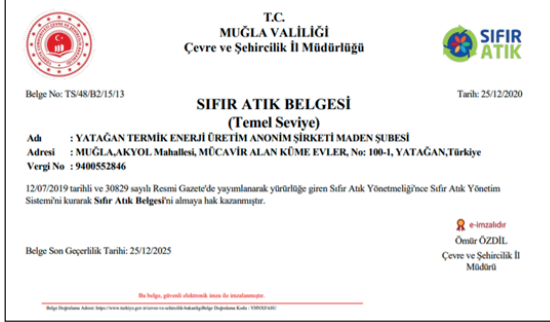 T.C.
MUĞLA VALİLİĞİ
Çevre ve Şehircilik İl Müdürlüğü
SIFIR
ATIK
Belge No: TS/48/B2/15/13
Tarih: 25/12/2020
SIFIR ATIK BELGESİ
(Temel Seviye)
Adı : YATAĞAN TERMİK ENERJİ ÜRETİM ANONİM ŞİRKETİ MADEN ŞUBESİ
Adresi : MUĞLA,AKYOL Mahallesi, MÜCAVİR ALAN KÜME EVLER, No: 100-1, YATAĞAN,Türkiye
Vergi No : 9400552846
12/07/2019 tarihli ve 30829 sayılı Resmi Gazete'de yayımlanarak yürürlüğe giren Sıfır Atık Yönetmeliği'nce Sıfır Atık Yönetim
Sistemi'ni kurarak Sıfır Atık Belgesi'ni almaya hak kazanmıştır.
e-imzalıdır
Ömür ÖZDİL
Çevre ve Şehircilik İl
Müdürü
Belge Son Geçerlilik Tarihi: 25/12/2025
Bu belge, güvenli elektronik imza ile imzalanmıştır.